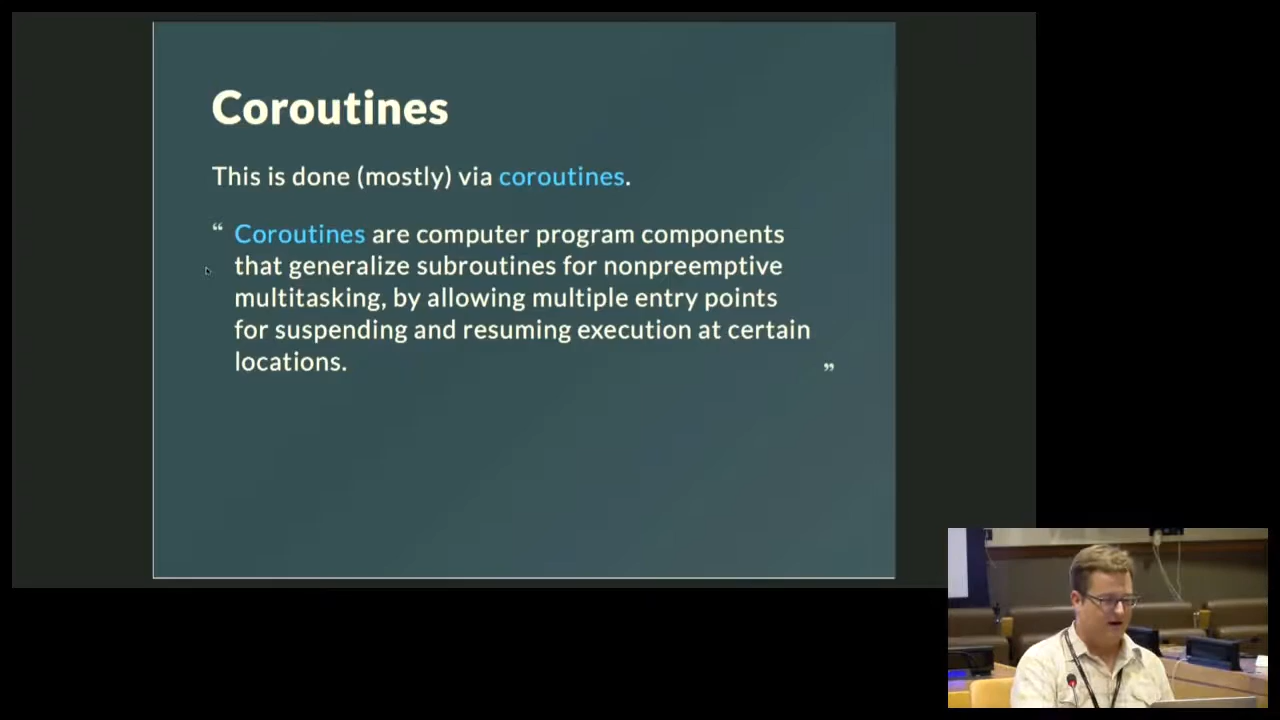 Coroutines
This is done (mostly) via coroutines.
“ Coroutines are computer program components
that generalize subroutines for nonpreemptive
multitasking, by allowing multiple entry points
for suspending and resuming execution at certain
locations. ”